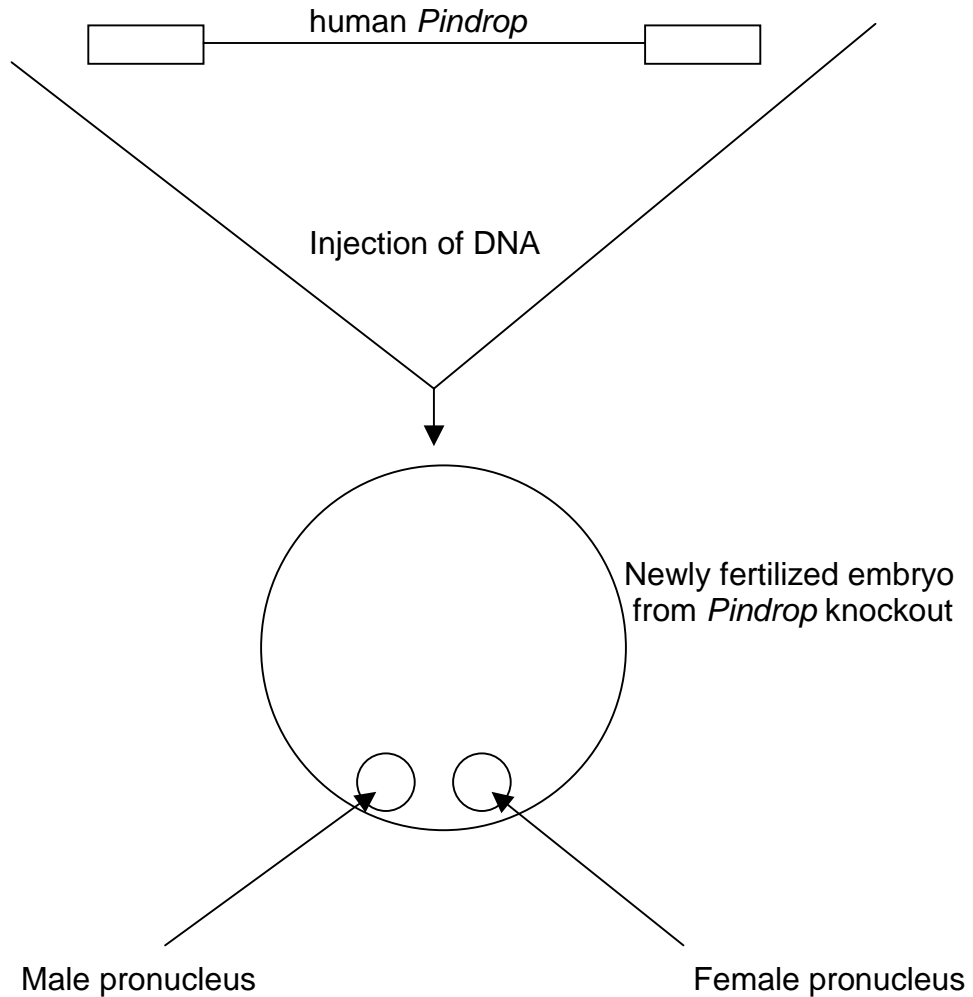 human Pindrop
Injection of DNA
Newly fertilized embryo
from Pindrop knockout
Male pronucleus
Female pronucleus